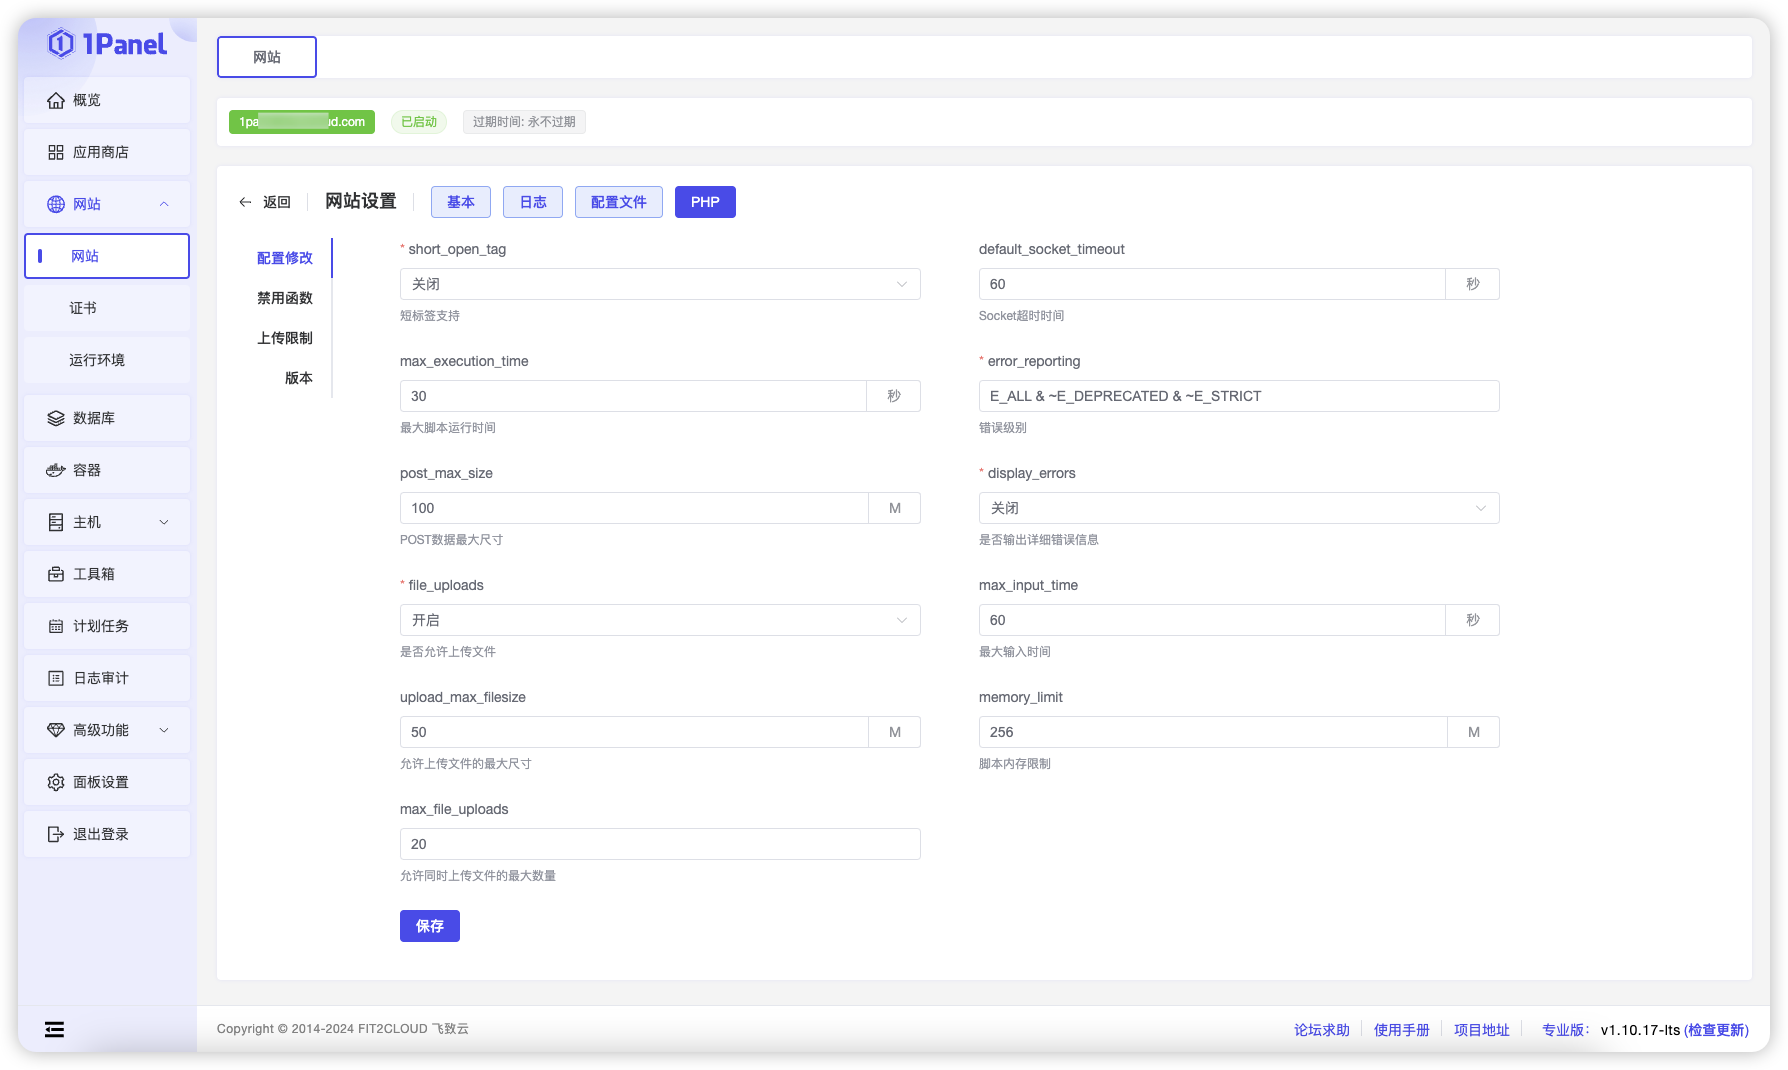 1Panel
概览
应用商店
网站
网站
证书
运行环境
数据库
容器
主机
工具箱
计划任务
日志审计
高级功能
面板设置
退出登录
网站
1pa ud.com 已启动 过期时间: 永不过期
返回 网站设置 基本 日志 配置文件 PHP
配置修改
禁用函数
上传限制
版本
* short_open_tag
关闭
短标签支持
default_socket_timeout
60 秒
Socket超时时间
max_execution_time
30 秒
最大脚本运行时间
* error_reporting
E_ALL & ~E_DEPRECATED & ~E_STRICT
错误级别
post_max_size
100 M
POST数据最大尺寸
* display_errors
关闭
是否输出详细错误信息
* file_uploads
开启
是否允许上传文件
max_input_time
60 秒
最大输入时间
upload_max_filesize
50 M
允许上传文件的最大尺寸
memory_limit
256 M
脚本内存限制
max_file_uploads
20
允许同时上传文件的最大数量
保存
Copyright © 2014-2024 FIT2CLOUD 飞致云
论坛求助 使用手册 项目地址 专业版： v1.10.17-lts (检查更新)